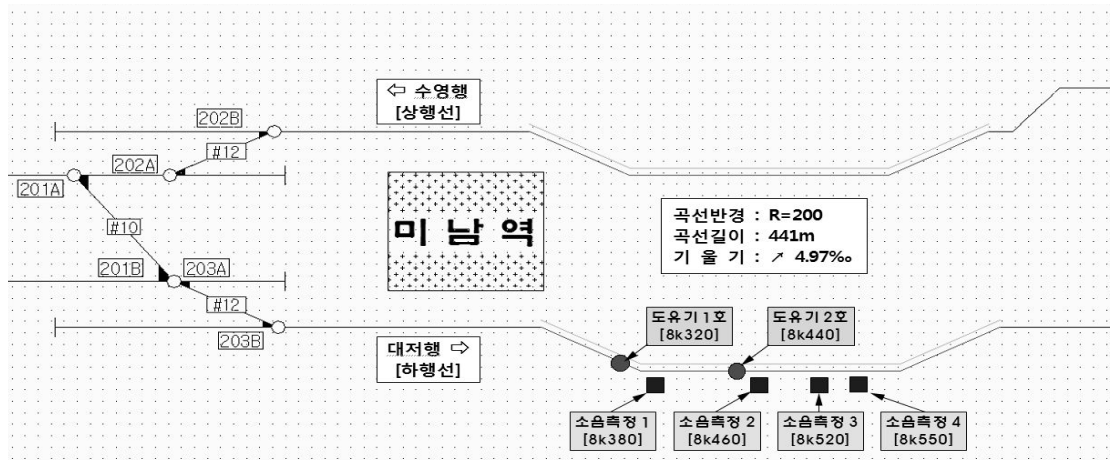 ⇦ 수영행
[상행선]
202B
#12
202A
201A
#10
미남역
곡선반경 : R=200
곡선길이 : 441m
기 울 기 : ↗ 4.97‰
201B
203A
#12
203B
도유기 1호
[8k320]
도유기 2호
[8k440]
대저행 ⇨
[하행선]
소음측정 1
[8k380]
소음측정 2
[8k460]
소음측정 3
[8k520]
소음측정 4
[8k550]